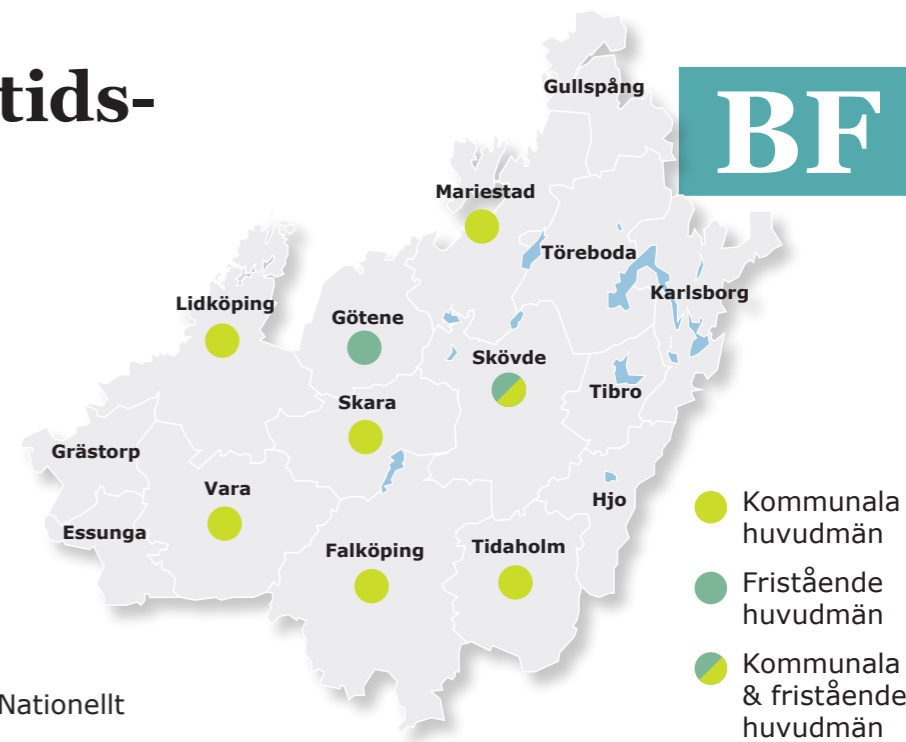 tids-
BF
Gullspång
Mariestad
Töreboda
Karlsborg
Lidköping
Götene
Skövde
Tibro
Skara
Grästorp
Vara
Hjo
Essunga
Falköping
Tidaholm
Kommunala
huvudmän
Fristående
huvudmän
Kommunala
& fristående
huvudmän
Nationellt